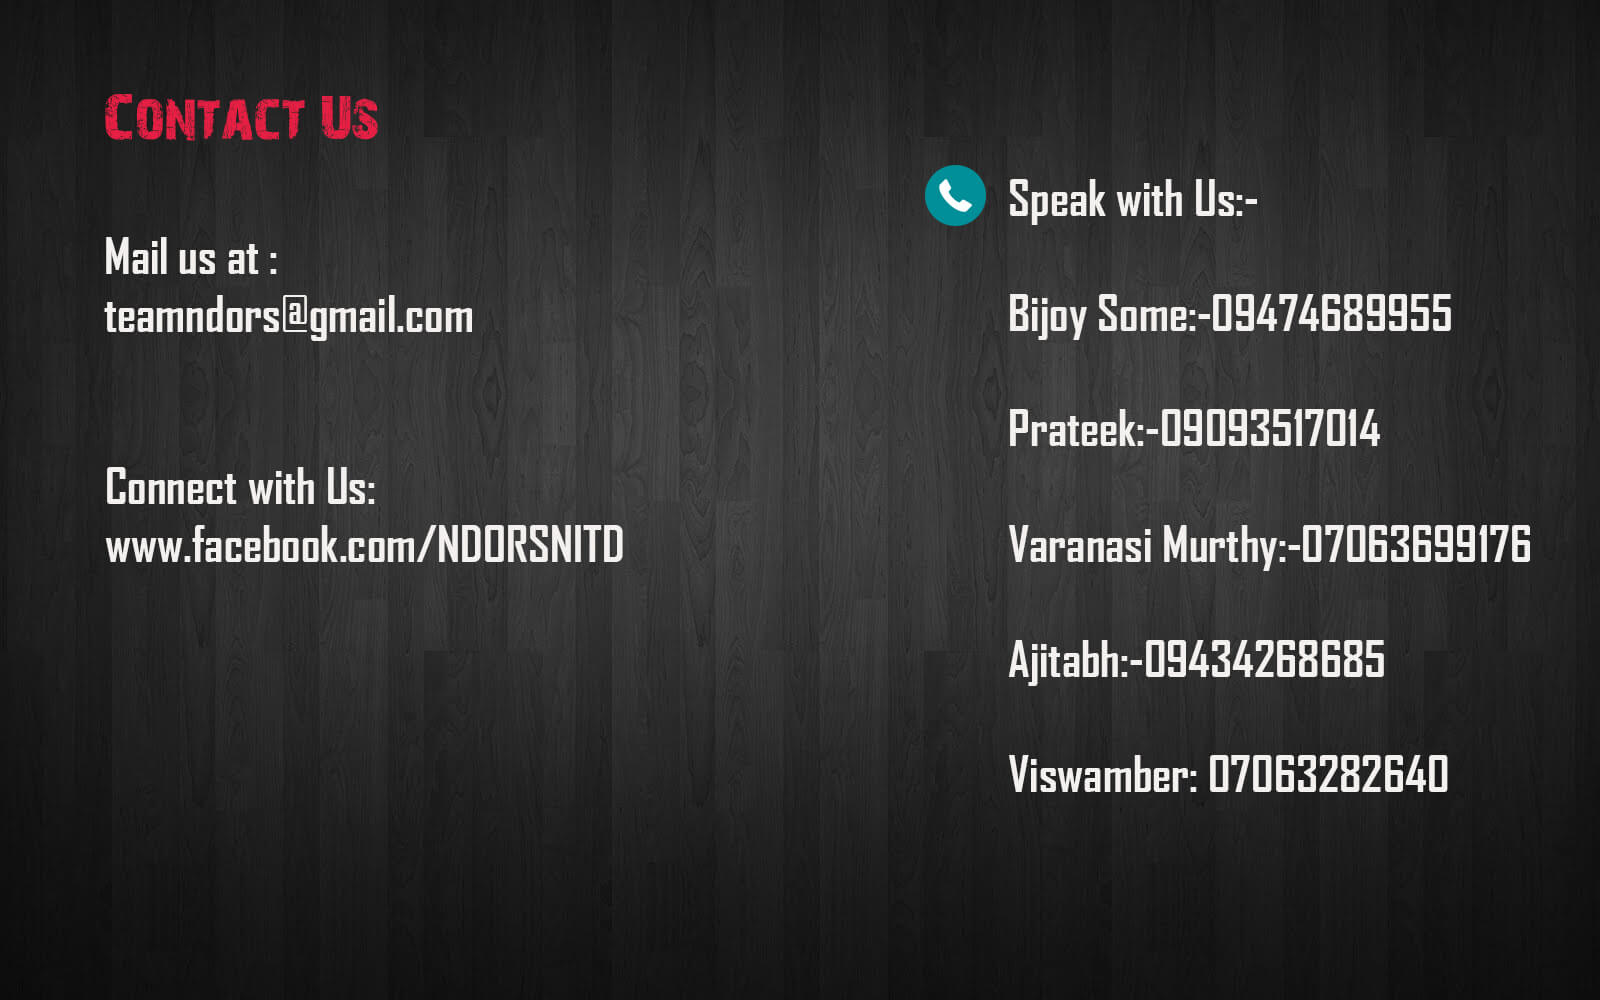 Contact Us
Mail us at :
teamndors@gmail.com
Connect with Us:
www.facebook.com/NDORSNITD
Speak with Us:-
Bijoy Some:-09474689955
Prateek:-09093517014
Varanasi Murthy:-07063699176
Ajitabh:-09434268685
Viswamber: 07063282640